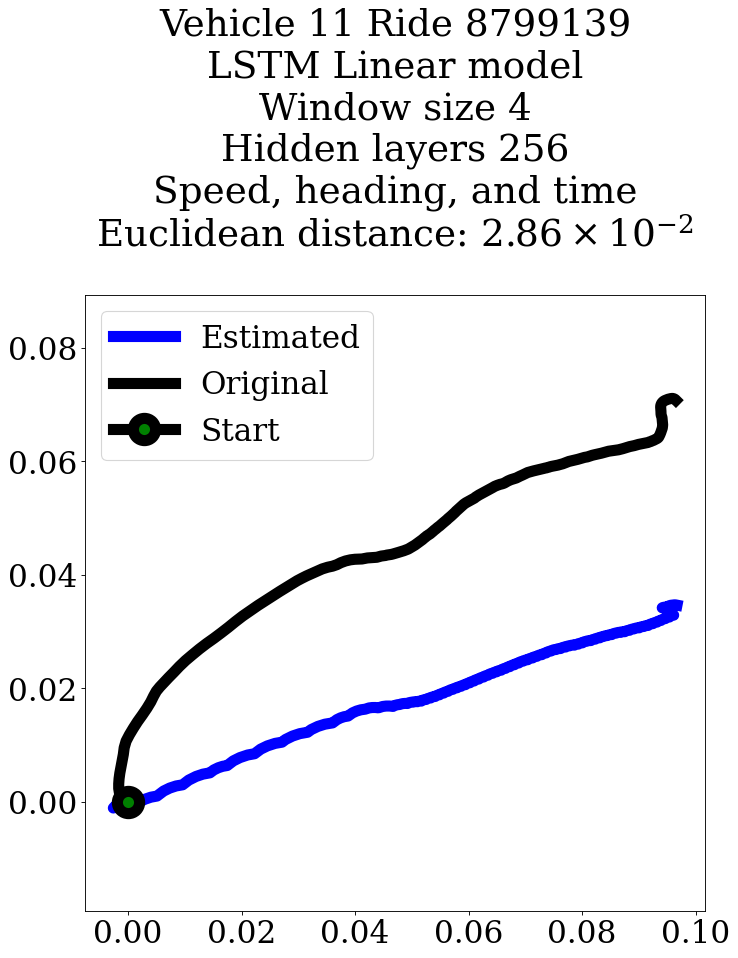 Vehicle 11 Ride 8799139
LSTM Linear model
Window size 4
Hidden layers 256
Speed, heading, and time
Euclidean distance: 2.86 × 10⁻²
Estimated
Original
Start
0.08
0.06
0.04
0.02
0.00
0.00 0.02 0.04 0.06 0.08 0.10